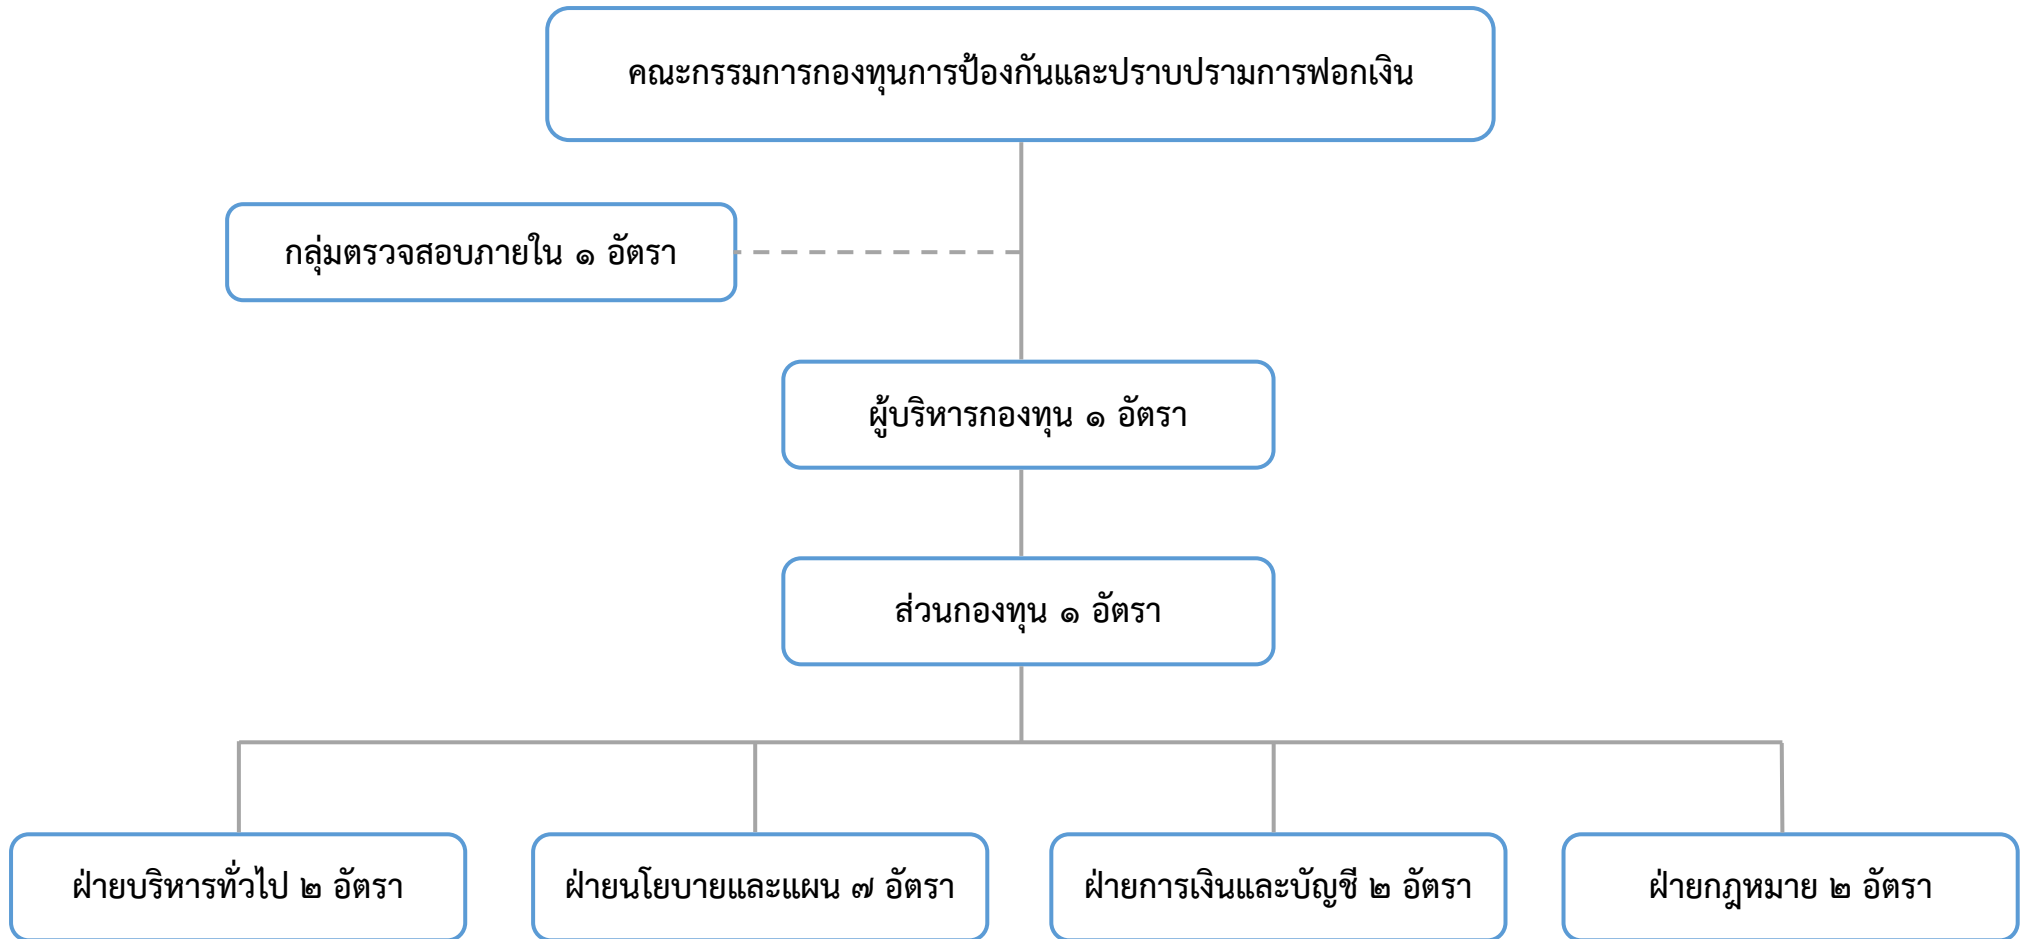 คณะกรรมการกองทุนการป้องกันและปราบปรามการฟอกเงิน
กลุ่มตรวจสอบภายใน ๑ อัตรา
ผู้บริหารกองทุน ๑ อัตรา
ส่วนกองทุน ๑ อัตรา
ฝ่ายบริหารทั่วไป ๒ อัตรา
ฝ่ายนโยบายและแผน ๗ อัตรา
ฝ่ายการเงินและบัญชี ๒ อัตรา
ฝ่ายกฎหมาย ๒ อัตรา